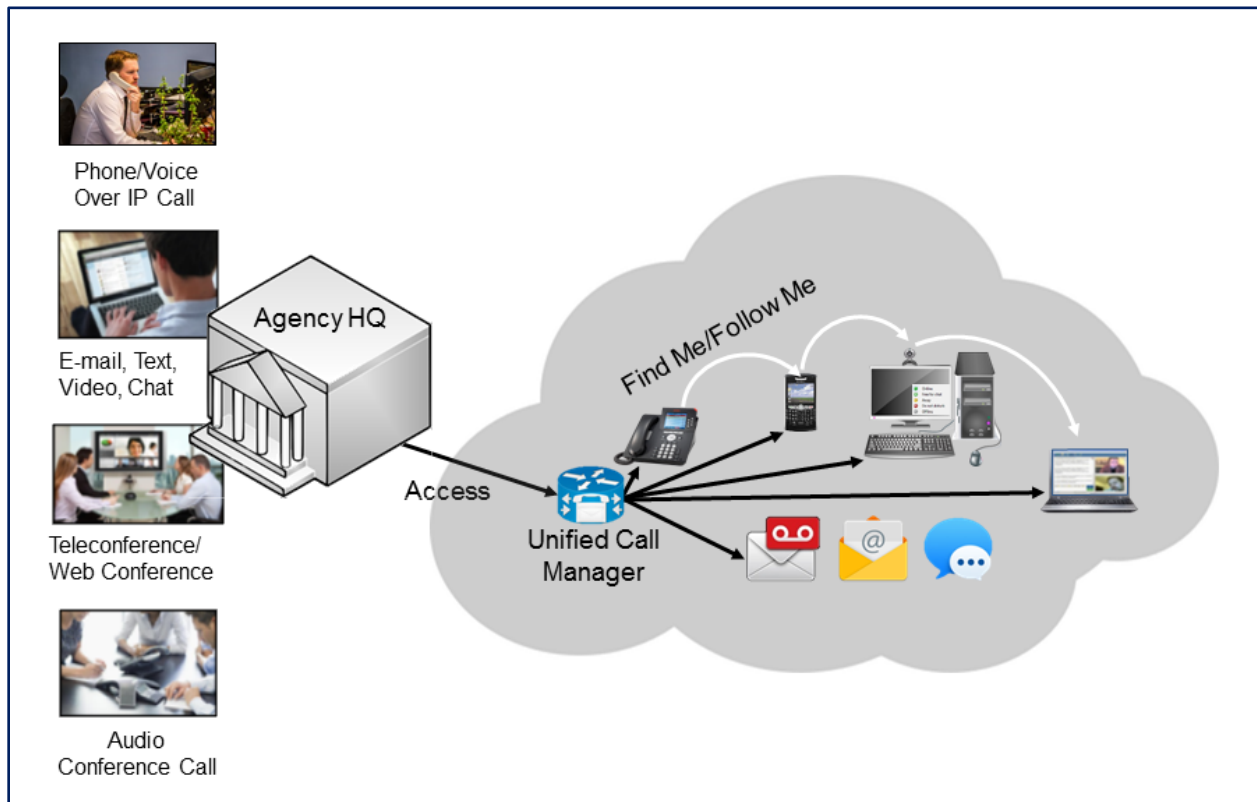 Phone/Voice
Over IP Call
E-mail, Text,
Video, Chat
Teleconference/
Web Conference
Audio
Conference Call
Agency HQ
Access
Unified Call
Manager
Find Me/Follow Me
@